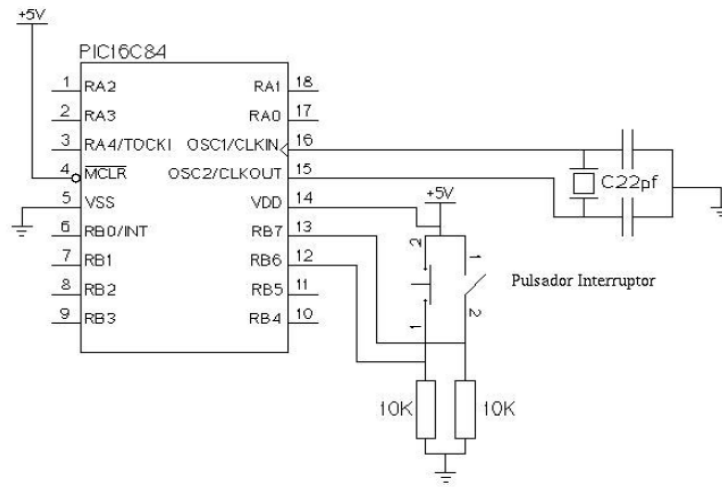 +5V
PIC16C84
1 RA2 RA1 18
2 RA3 RA0 17
3 RA4/TOCKI OSC1/CLKIN 16
4 MCLR OSC2/CLKOUT 15
5 VSS VDD 14
6 RB0/INT RB7 13
7 RB1 RB6 12
8 RB2 RB5 11
9 RB3 RB4 10
C22pf
+5V
2 1
Pulsador Interruptor
1 2
10K 10K